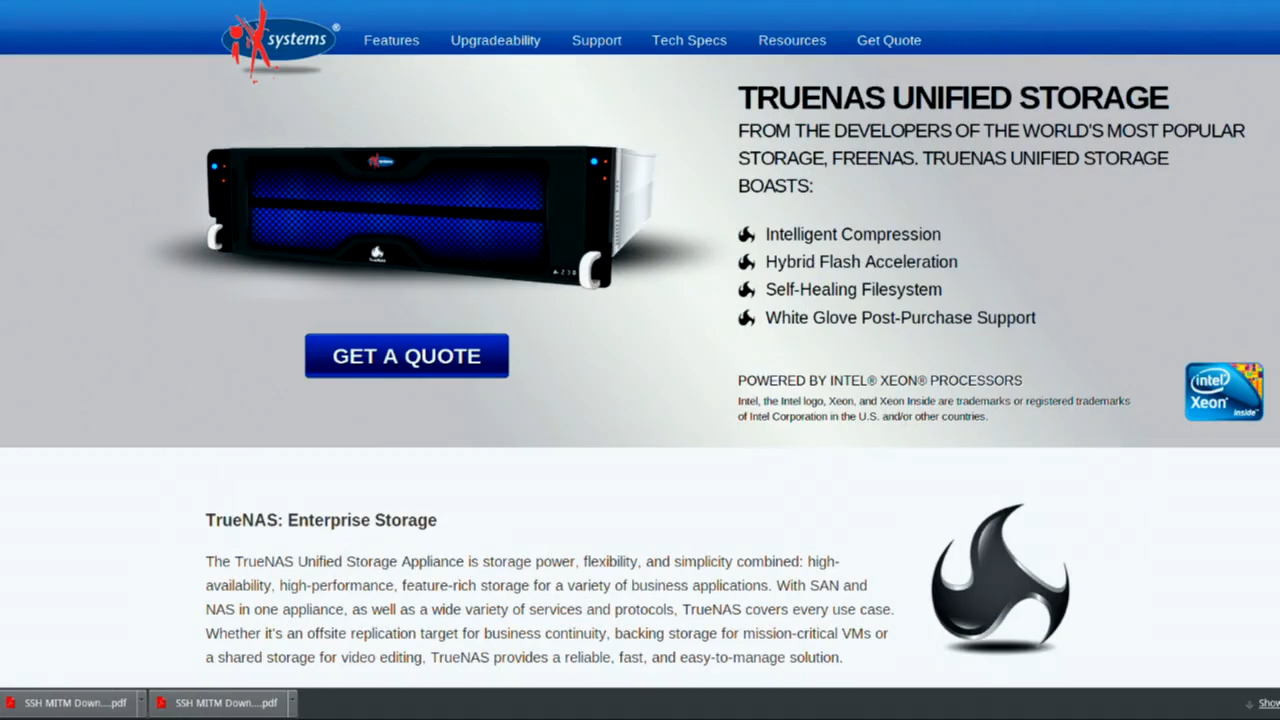 iXsystems®
Features Upgradeability Support Tech Specs Resources Get Quote
TRUENAS UNIFIED STORAGE
FROM THE DEVELOPERS OF THE WORLD'S MOST POPULAR
STORAGE, FREENAS. TRUENAS UNIFIED STORAGE
BOASTS:
Intelligent Compression
Hybrid Flash Acceleration
Self-Healing Filesystem
White Glove Post-Purchase Support
GET A QUOTE
POWERED BY INTEL® XEON® PROCESSORS
Intel, the Intel logo, Xeon, and Xeon Inside are trademarks or registered trademarks
of Intel Corporation in the U.S. and/or other countries.
intel
Xeon®
inside™
TrueNAS: Enterprise Storage
The TrueNAS Unified Storage Appliance is storage power, flexibility, and simplicity combined: high-
availability, high-performance, feature-rich storage for a variety of business applications. With SAN and
NAS in one appliance, as well as a wide variety of services and protocols, TrueNAS covers every use case.
Whether it's an offsite replication target for business continuity, backing storage for mission-critical VMs or
a shared storage for video editing, TrueNAS provides a reliable, fast, and easy-to-manage solution.
SSH MITM Down....pdf SSH MITM Down....pdf Show